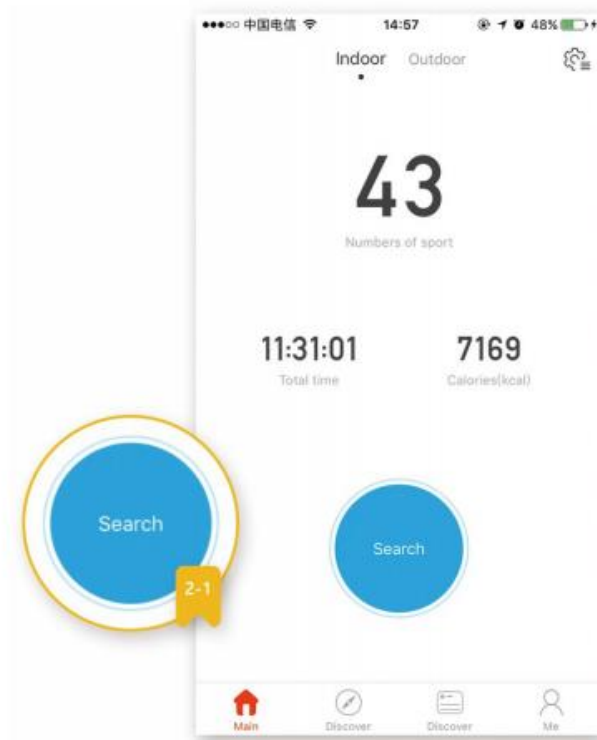 中国电信 14:57 48%
Indoor Outdoor
43
Numbers of sport
11:31:01 7169
Total time Calories(kcal)
Search
Search
2-1
Main Discover Discover Me